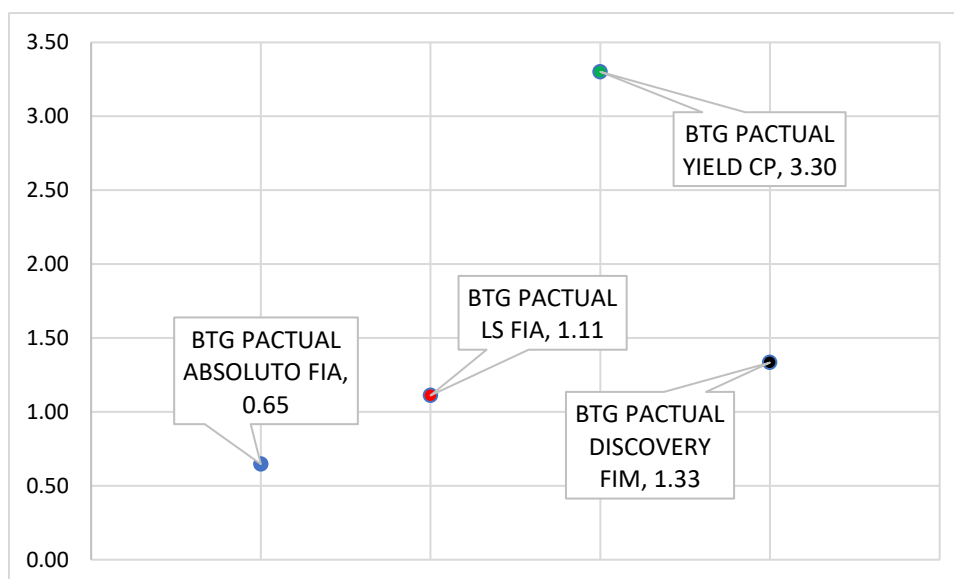 3.50
3.00
2.50
2.00
1.50
1.00
0.50
0.00
BTG PACTUAL
ABSOLUTO FIA,
0.65
BTG PACTUAL
LS FIA, 1.11
BTG PACTUAL
YIELD CP, 3.30
BTG PACTUAL
DISCOVERY
FIM, 1.33